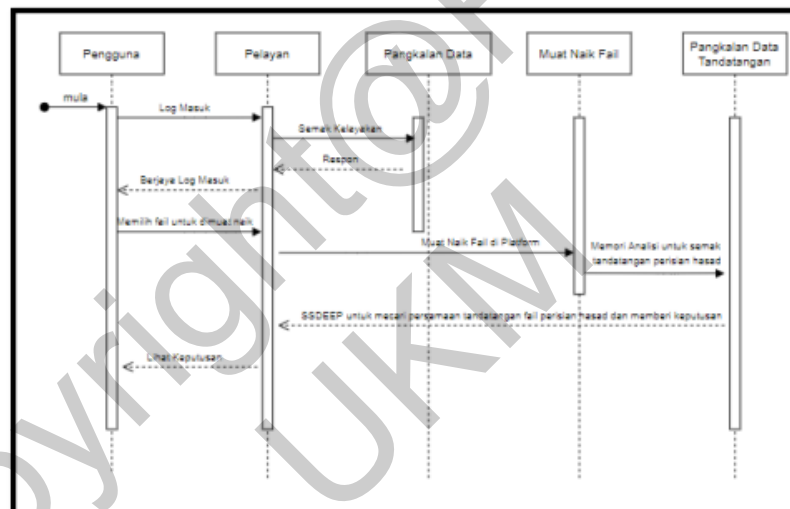 Pengguna
Pelayan
Pangkalan Data
Muat Naik Fail
Pangkalan Data
Tandatangan
mula
Log Masuk
Semak Kelayakan
Respon
Berjaya Log Masuk
Memilih fail untuk dimuat naik
Muat Naik Fail di Platform
Memori Analisi untuk semak
tandatangan perisian hasad
SSDEEP untuk mecari persamaan tandatangan fail perisian hasad dan memberi keputusan
Lihat Keputusan
pyright@
UKM